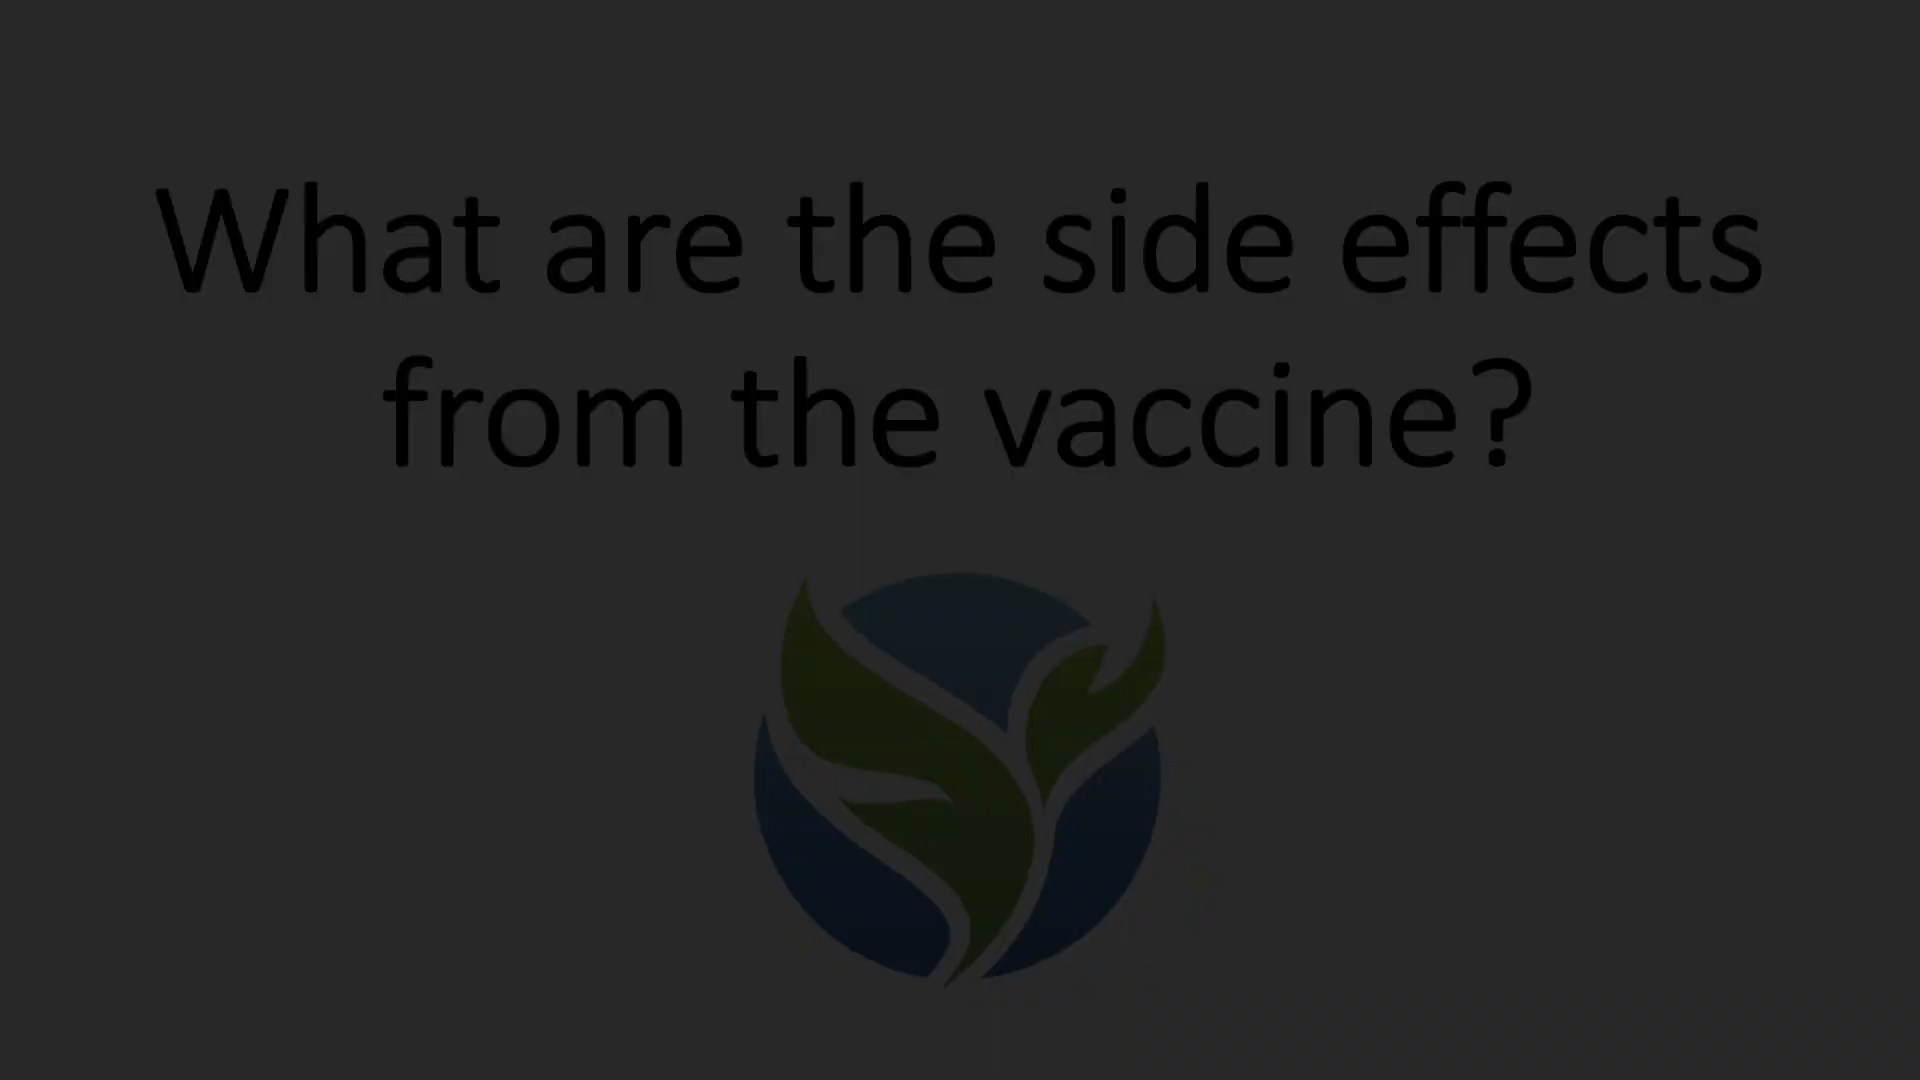 What are the side effects
from the vaccine?